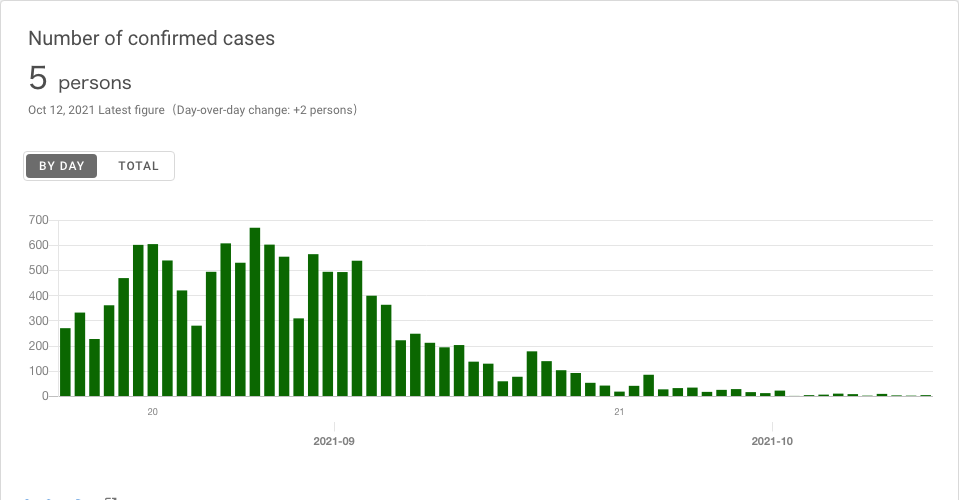 Number of confirmed cases
5 persons
Oct 12, 2021 Latest figure (Day-over-day change: +2 persons)
BY DAY TOTAL
700
600
500
400
300
200
100
0
20 21
2021-09 2021-10